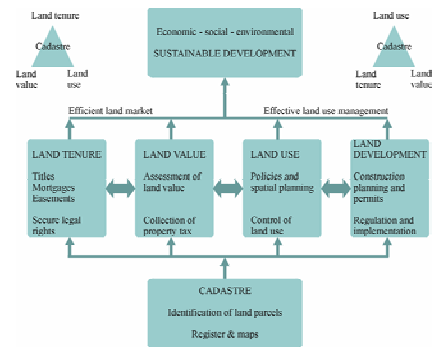 Land tenure
Cadastre
Land value
Land use
Economic - social - environmental
SUSTAINABLE DEVELOPMENT
Land use
Cadastre
Land tenure
Land value
Efficient land market
Effective land use management
LAND TENURE
Titles
Mortgages
Easements
Secure legal
rights
LAND VALUE
Assessment of
land value
Collection of
property tax
LAND USE
Policies and
spatial planning
Control of
land use
LAND
DEVELOPMENT
Construction
planning and
permits
Regulation and
implementation
CADASTRE
Identification of land parcels
Register & maps